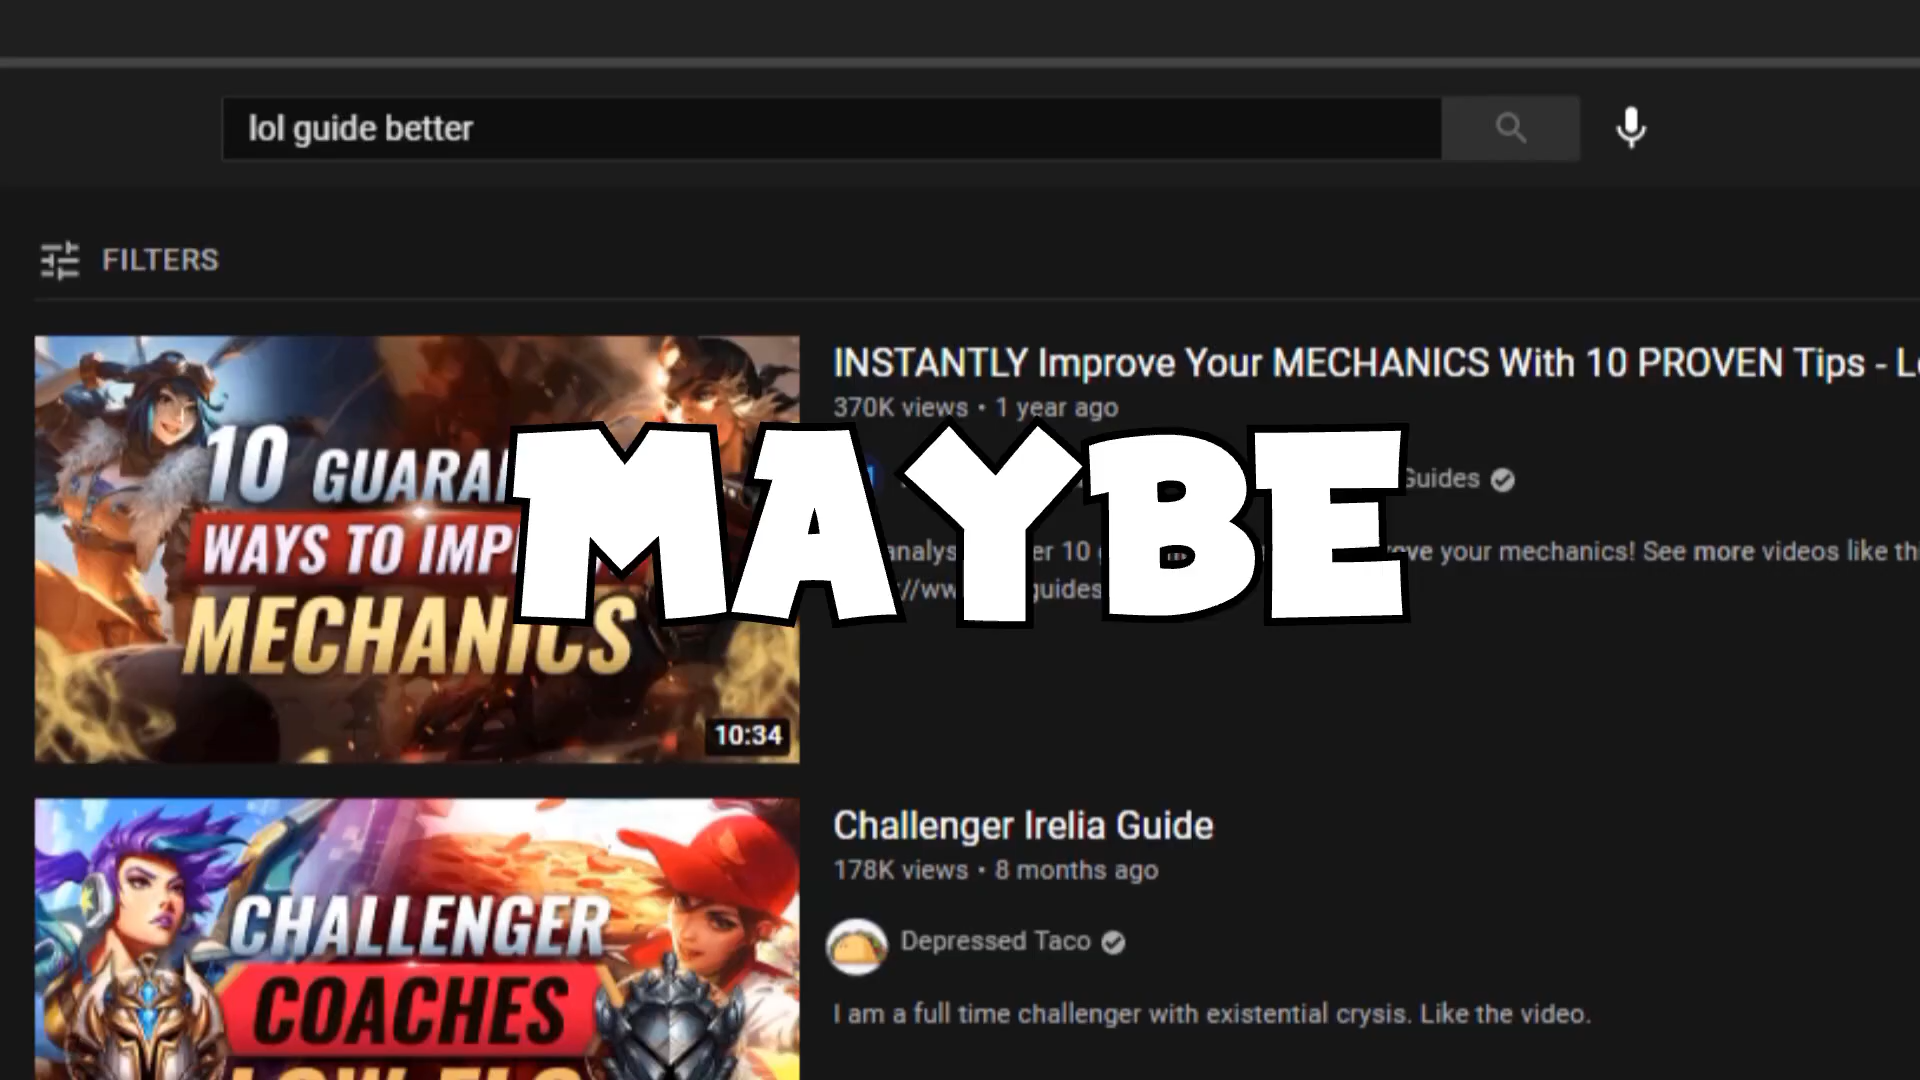 lol guide better
FILTERS
INSTANTLY Improve Your MECHANICS With 10 PROVEN Tips -
370K views • 1 year ago
10 GUARA
WAYS TO IMP
MECHANICS
10:34
MAYBE
Guides
er 10
your mechanics! See more videos like
Challenger Irelia Guide
178K views • 8 months ago
Depressed Taco
I am a full time challenger with existential crysis. Like the video.
CHALLENGER
COACHES